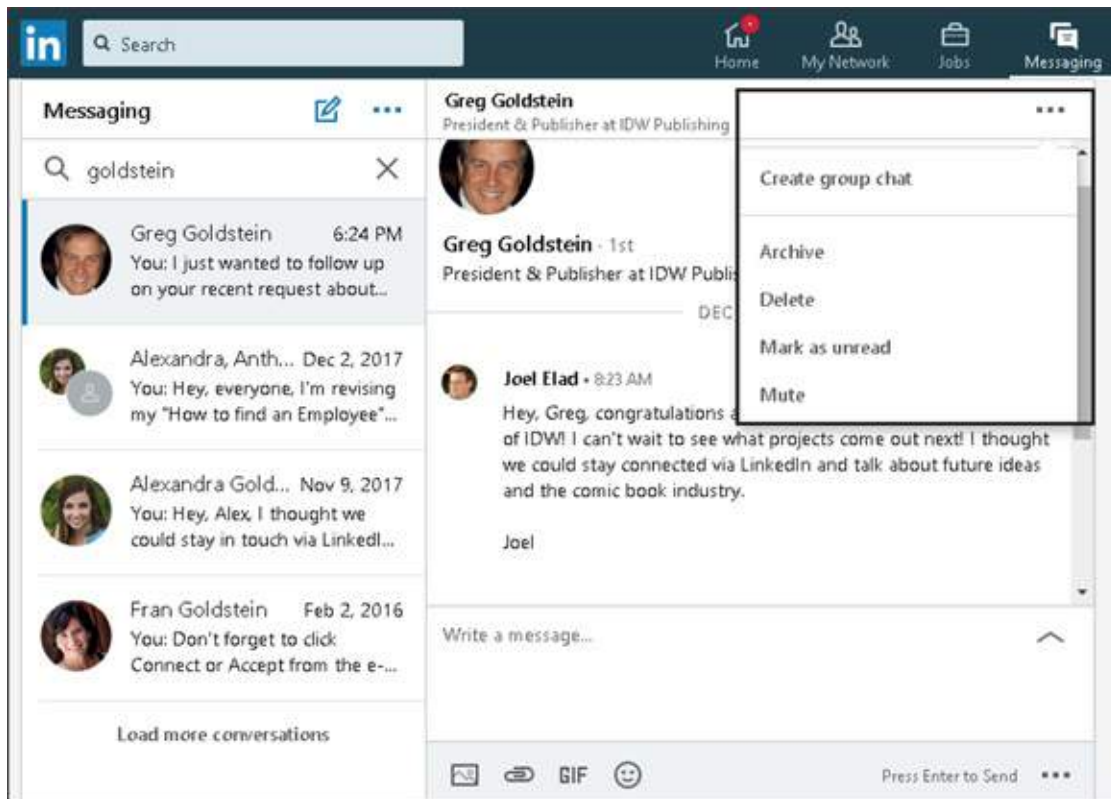 in
Search
Home
My Network
Jobs
Messaging
Messaging
goldstein
Greg Goldstein 6:24 PM
You: I just wanted to follow up
on your recent request about...
Alexandra, Anth... Dec 2, 2017
You: Hey, everyone, I'm revising
my "How to find an Employee"...
Alexandra Gold... Nov 9, 2017
You: Hey, Alex, I thought we
could stay in touch via LinkedI...
Fran Goldstein Feb 2, 2016
You: Don't forget to click
Connect or Accept from the e-...
Load more conversations
Greg Goldstein
President & Publisher at IDW Publishing
Greg Goldstein · 1st
President & Publisher at IDW Publis
DEC
Joel Elad • 8:23 AM
Hey, Greg, congratulations a
of IDW! I can't wait to see what projects come out next! I thought
we could stay connected via LinkedIn and talk about future ideas
and the comic book industry.
Joel
Create group chat
Archive
Delete
Mark as unread
Mute
Write a message...
GIF
Press Enter to Send